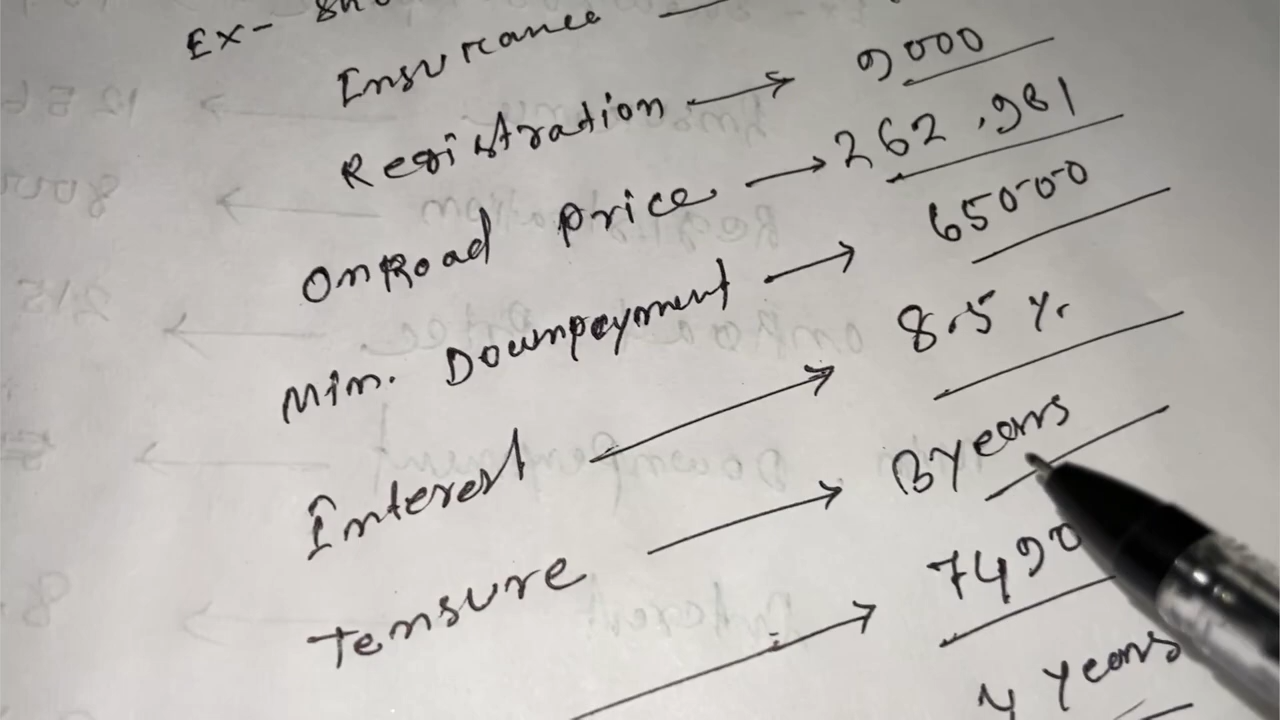 Ex-
Insurance
Registration → 9000
OnRoad price → 262,981
Min. Downpayment → 65000
Interest → 8.5 %
Tensure → 3 years
→ 7490
4 years